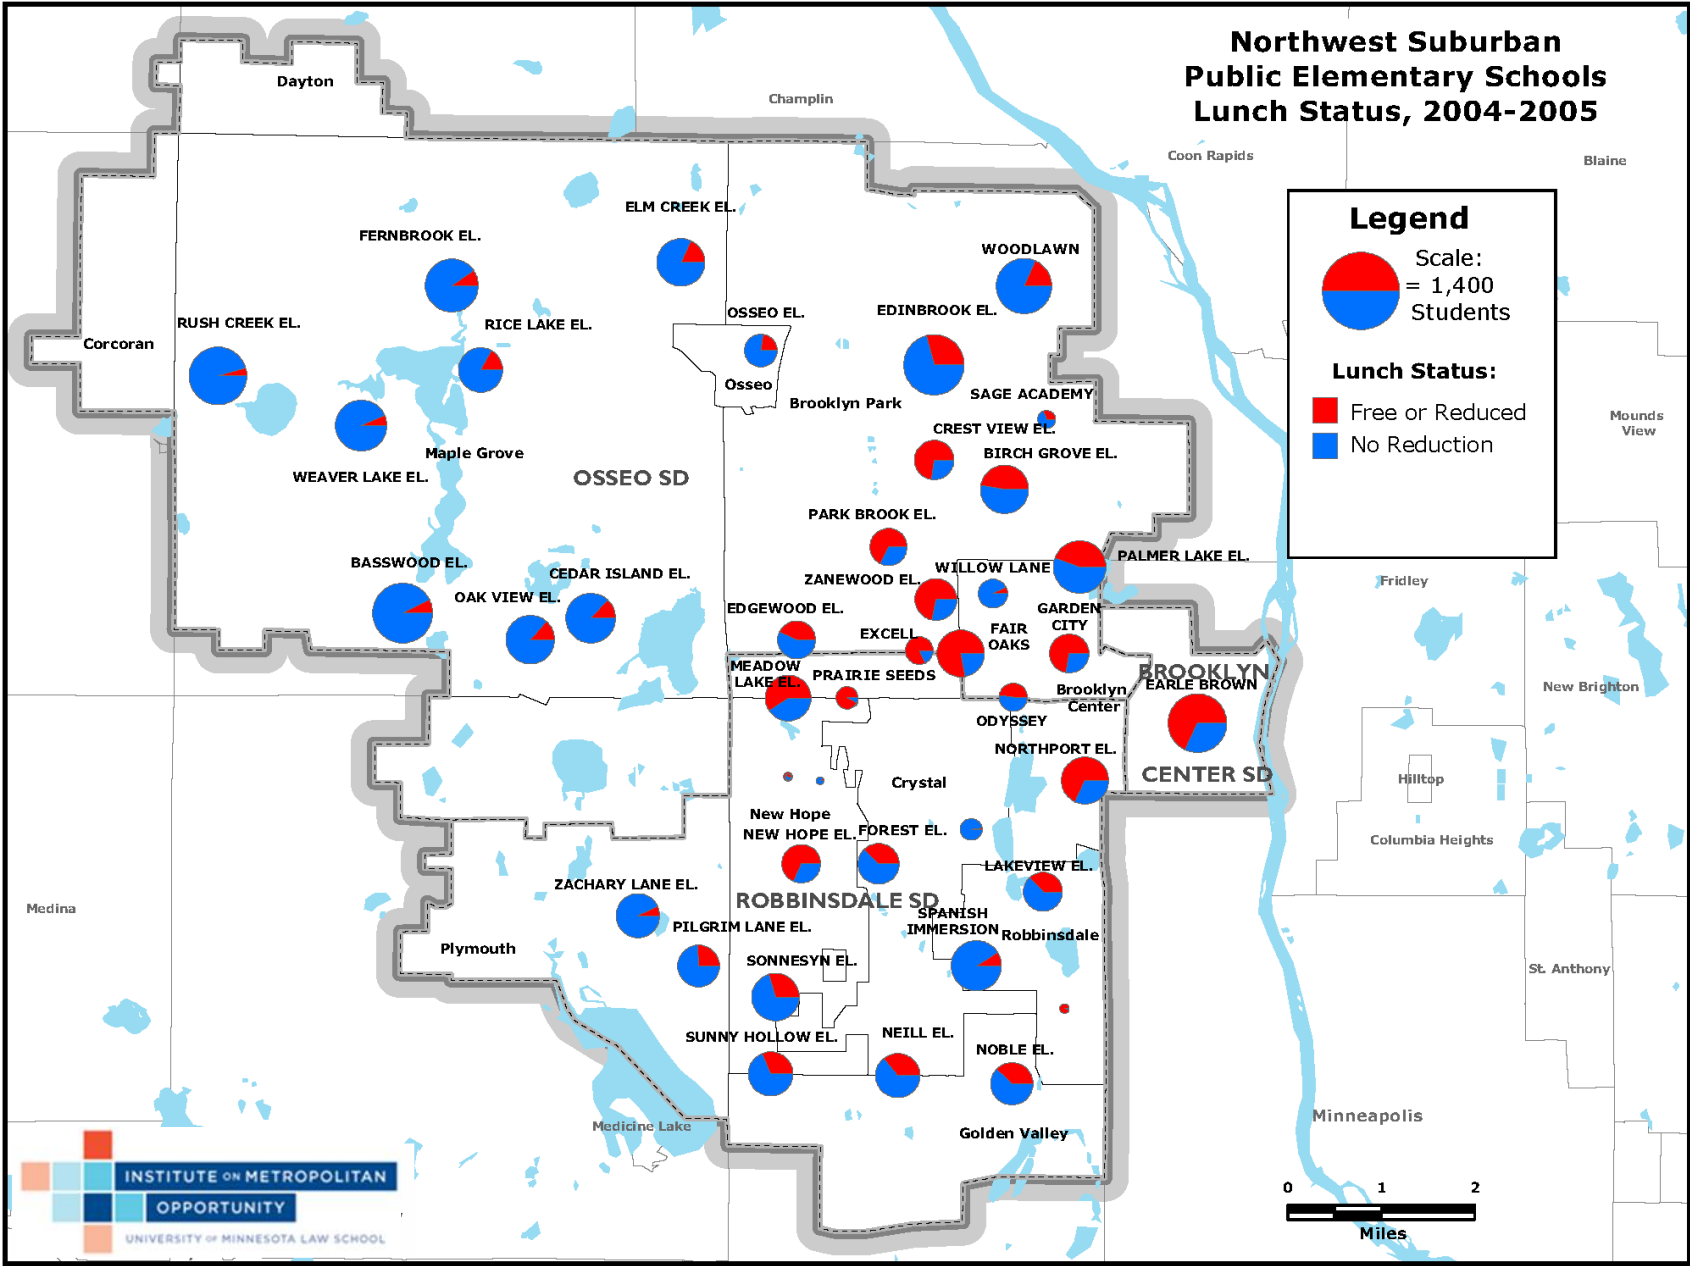 Northwest Suburban
Public Elementary Schools
Lunch Status, 2004-2005
Dayton
Champlin
Coon Rapids
Blaine
ELM CREEK EL.
FERNBROOK EL.
WOODLAWN
Legend
Scale:
= 1,400
Students
Lunch Status:
Free or Reduced
No Reduction
RUSH CREEK EL.
RICE LAKE EL.
OSSEO EL.
EDINBROOK EL.
Corcoran
Osseo
Brooklyn Park
SAGE ACADEMY
CREST VIEW EL.
BIRCH GROVE EL.
Mounds
View
Maple Grove
WEAVER LAKE EL.
OSSEO SD
PARK BROOK EL.
PALMER LAKE EL.
BASSWOOD EL.
CEDAR ISLAND EL.
WILLOW LANE
ZANEWOOD EL.
Fridley
OAK VIEW EL.
EDGEWOOD EL.
GARDEN
CITY
EXCELL
FAIR
OAKS
MEADOW
LAKE EL.
PRAIRIE SEEDS
BROOKLYN
EARLE BROWN
New Brighton
Brooklyn
Center
ODYSSEY
NORTHPORT EL.
CENTER SD
Hilltop
Crystal
New Hope
NEW HOPE EL.
FOREST EL.
Columbia Heights
LAKEVIEW EL.
ZACHARY LANE EL.
ROBBINSDALE SD
Medina
SPANISH
IMMERSION
Robbinsdale
PILGRIM LANE EL.
Plymouth
SONNESYN EL.
St. Anthony
SUNNY HOLLOW EL.
NEILL EL.
NOBLE EL.
Medicine Lake
Golden Valley
Minneapolis
INSTITUTE ON METROPOLITAN
OPPORTUNITY
UNIVERSITY OF MINNESOTA LAW SCHOOL
0 1 2
Miles